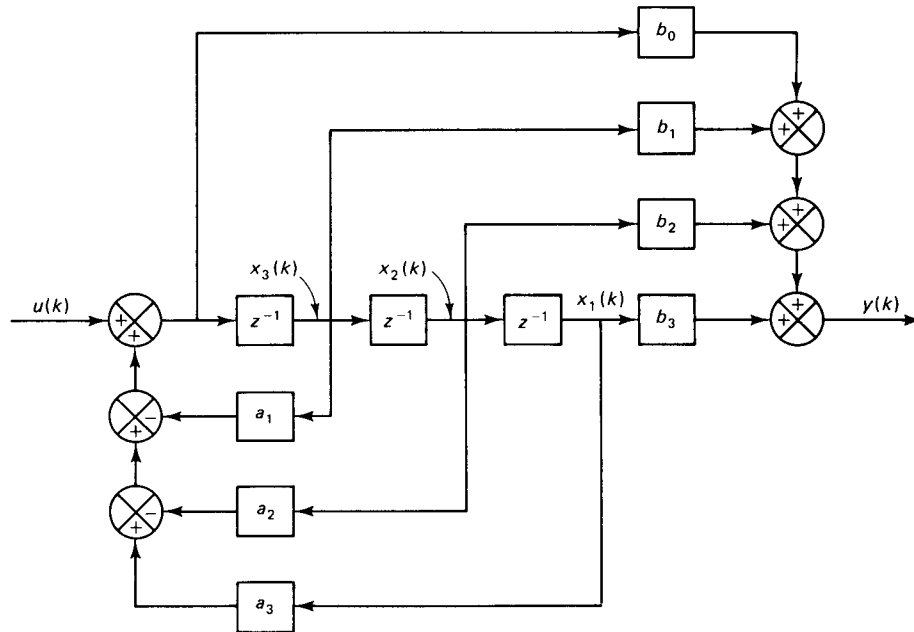 b₀
+
+
b₁
+
b₂
+
x₃(k)
x₂(k)
x₁(k)
u(k)
+
+
z⁻¹
z⁻¹
z⁻¹
b₃
+
+
y(k)
−
+
a₁
−
+
a₂
a₃